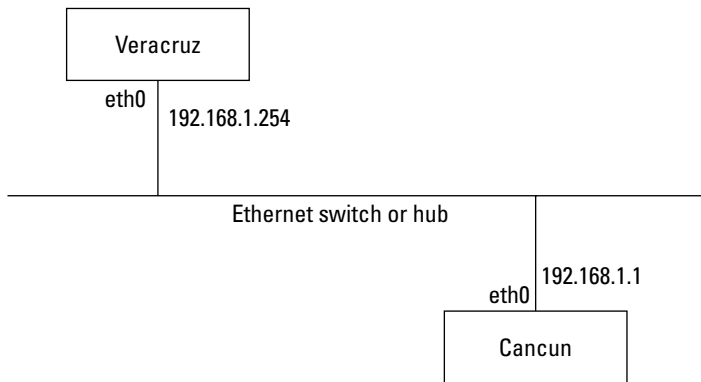 Veracruz
eth0
192.168.1.254
Ethernet switch or hub
192.168.1.1
eth0
Cancun